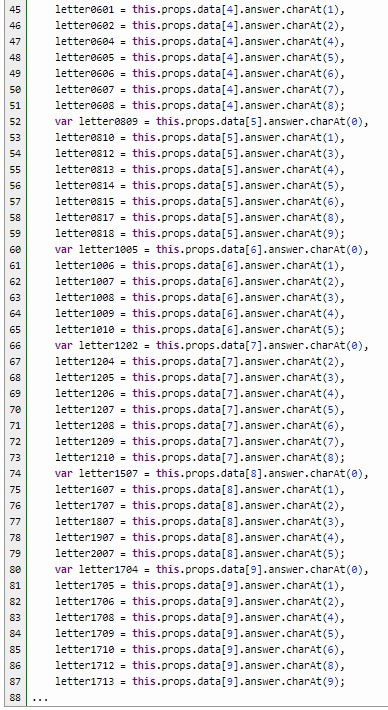 45 letter0601 = this.props.data[4].answer.charAt(1),
46 letter0602 = this.props.data[4].answer.charAt(2),
47 letter0604 = this.props.data[4].answer.charAt(4),
48 letter0605 = this.props.data[4].answer.charAt(5),
49 letter0606 = this.props.data[4].answer.charAt(6),
50 letter0607 = this.props.data[4].answer.charAt(7),
51 letter0608 = this.props.data[4].answer.charAt(8);
52 var letter0809 = this.props.data[5].answer.charAt(0),
53 letter0810 = this.props.data[5].answer.charAt(1),
54 letter0812 = this.props.data[5].answer.charAt(3),
55 letter0813 = this.props.data[5].answer.charAt(4),
56 letter0814 = this.props.data[5].answer.charAt(5),
57 letter0815 = this.props.data[5].answer.charAt(6),
58 letter0817 = this.props.data[5].answer.charAt(8),
59 letter0818 = this.props.data[5].answer.charAt(9);
60 var letter1005 = this.props.data[6].answer.charAt(0),
61 letter1006 = this.props.data[6].answer.charAt(1),
62 letter1007 = this.props.data[6].answer.charAt(2),
63 letter1008 = this.props.data[6].answer.charAt(3),
64 letter1009 = this.props.data[6].answer.charAt(4),
65 letter1010 = this.props.data[6].answer.charAt(5);
66 var letter1202 = this.props.data[7].answer.charAt(0),
67 letter1204 = this.props.data[7].answer.charAt(2),
68 letter1205 = this.props.data[7].answer.charAt(3),
69 letter1206 = this.props.data[7].answer.charAt(4),
70 letter1207 = this.props.data[7].answer.charAt(5),
71 letter1208 = this.props.data[7].answer.charAt(6),
72 letter1209 = this.props.data[7].answer.charAt(7),
73 letter1210 = this.props.data[7].answer.charAt(8);
74 var letter1507 = this.props.data[8].answer.charAt(0),
75 letter1607 = this.props.data[8].answer.charAt(1),
76 letter1707 = this.props.data[8].answer.charAt(2),
77 letter1807 = this.props.data[8].answer.charAt(3),
78 letter1907 = this.props.data[8].answer.charAt(4),
79 letter2007 = this.props.data[8].answer.charAt(5);
80 var letter1704 = this.props.data[9].answer.charAt(0),
81 letter1705 = this.props.data[9].answer.charAt(1),
82 letter1706 = this.props.data[9].answer.charAt(2),
83 letter1708 = this.props.data[9].answer.charAt(4),
84 letter1709 = this.props.data[9].answer.charAt(5),
85 letter1710 = this.props.data[9].answer.charAt(6),
86 letter1712 = this.props.data[9].answer.charAt(8),
87 letter1713 = this.props.data[9].answer.charAt(9);
88 ...